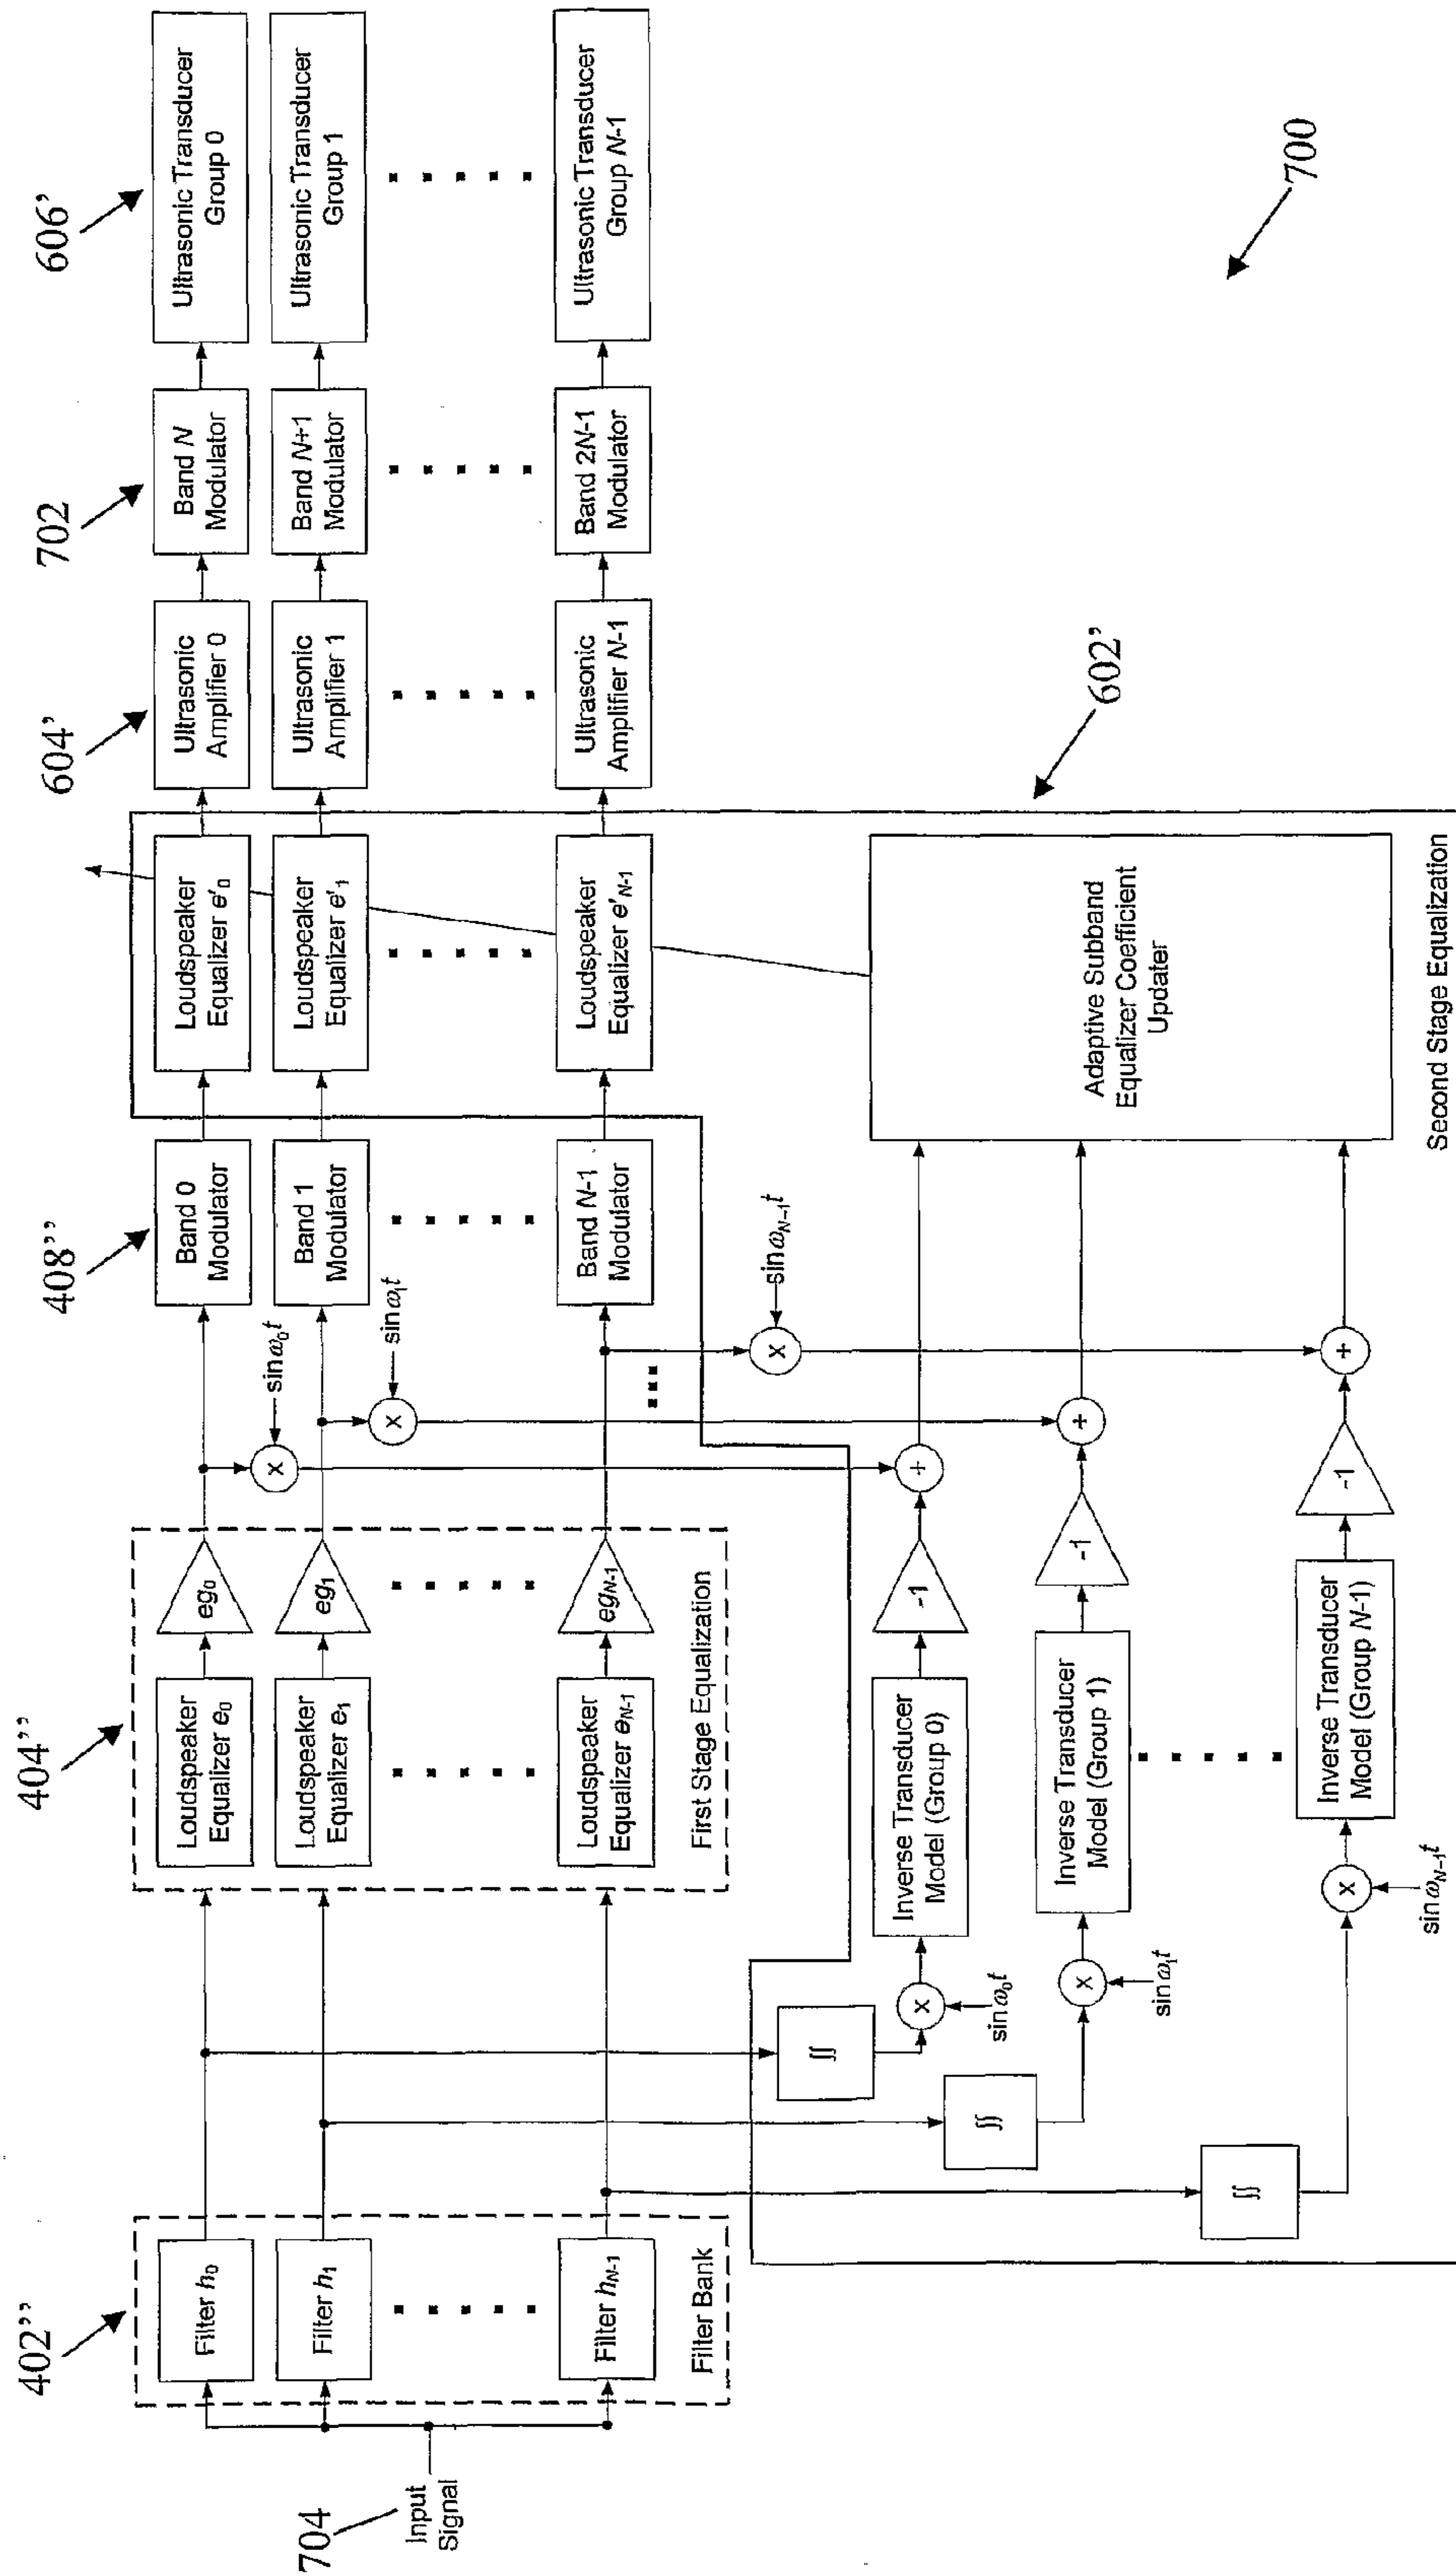 402’’
404’’
408’’
604’
702
606’
704
Input
Signal
Filter h0
Filter h1
Filter hN-1
Filter Bank
Loudspeaker
Equalizer e0
eg0
Loudspeaker
Equalizer e1
eg1
Loudspeaker
Equalizer eN-1
egN-1
First Stage Equalization
x
sin ω0t
x
sin ω1t
x
sin ωN-1t
Band 0
Modulator
Band 1
Modulator
Band N-1
Modulator
Loudspeaker
Equalizer e'0
Loudspeaker
Equalizer e'1
Loudspeaker
Equalizer e'N-1
Ultrasonic
Amplifier 0
Ultrasonic
Amplifier 1
Ultrasonic
Amplifier N-1
Band N
Modulator
Band N+1
Modulator
Band 2N-1
Modulator
Ultrasonic Transducer
Group 0
Ultrasonic Transducer
Group 1
Ultrasonic Transducer
Group N-1
∫∫
x
sin ω0t
Inverse Transducer
Model (Group 0)
-1
+
∫∫
x
sin ω1t
Inverse Transducer
Model (Group 1)
-1
+
∫∫
x
sin ωN-1t
Inverse Transducer
Model (Group N-1)
-1
+
Adaptive Subband
Equalizer Coefficient
Updater
Second Stage Equalization
602’
700